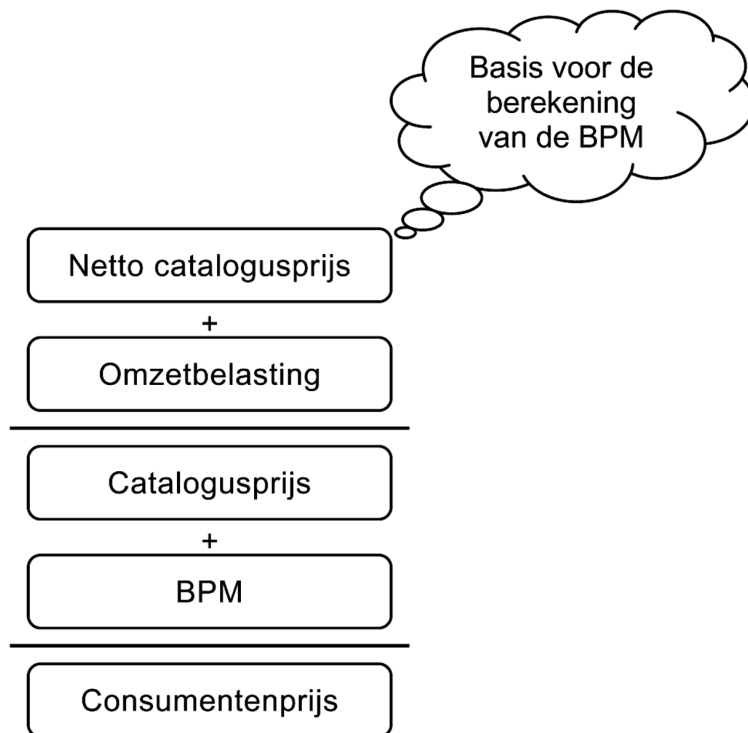 Basis voor de
berekening
van de BPM
Netto catalogusprijs
+
Omzetbelasting
Catalogusprijs
+
BPM
Consumentenprijs